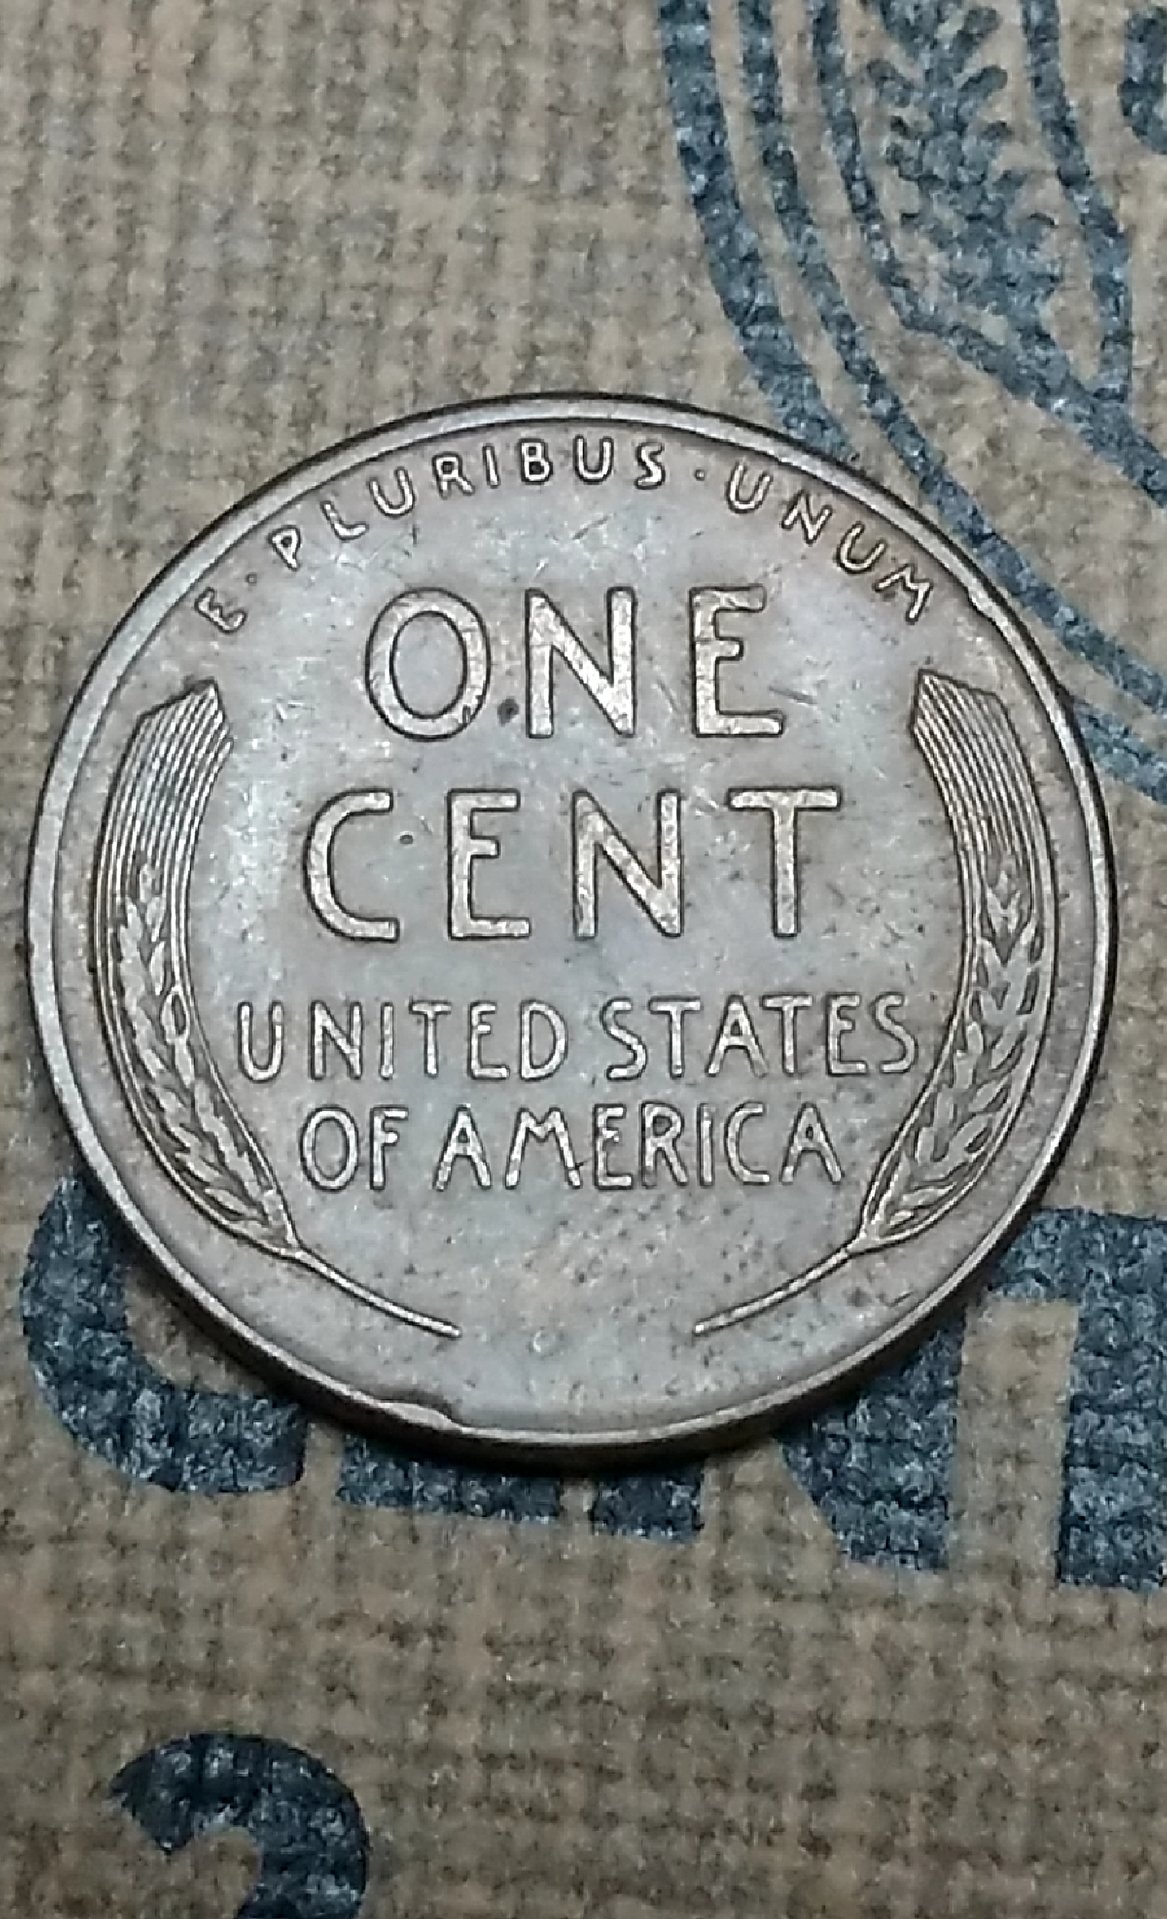 E · PLURIBUS · UNUM
ONE
CENT
UNITED STATES
OF AMERICA